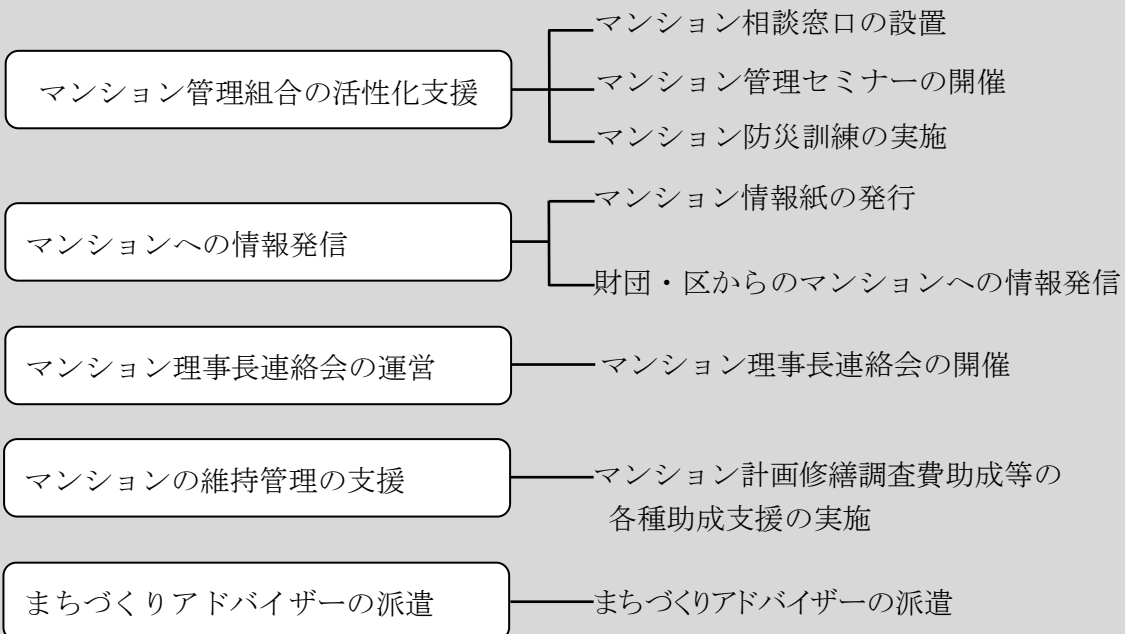 マンション管理組合の活性化支援
マンション相談窓口の設置
マンション管理セミナーの開催
マンション防災訓練の実施
マンションへの情報発信
マンション情報紙の発行
財団・区からのマンションへの情報発信
マンション理事長連絡会の運営
マンション理事長連絡会の開催
マンションの維持管理の支援
マンション計画修繕調査費助成等の
各種助成支援の実施
まちづくりアドバイザーの派遣
まちづくりアドバイザーの派遣